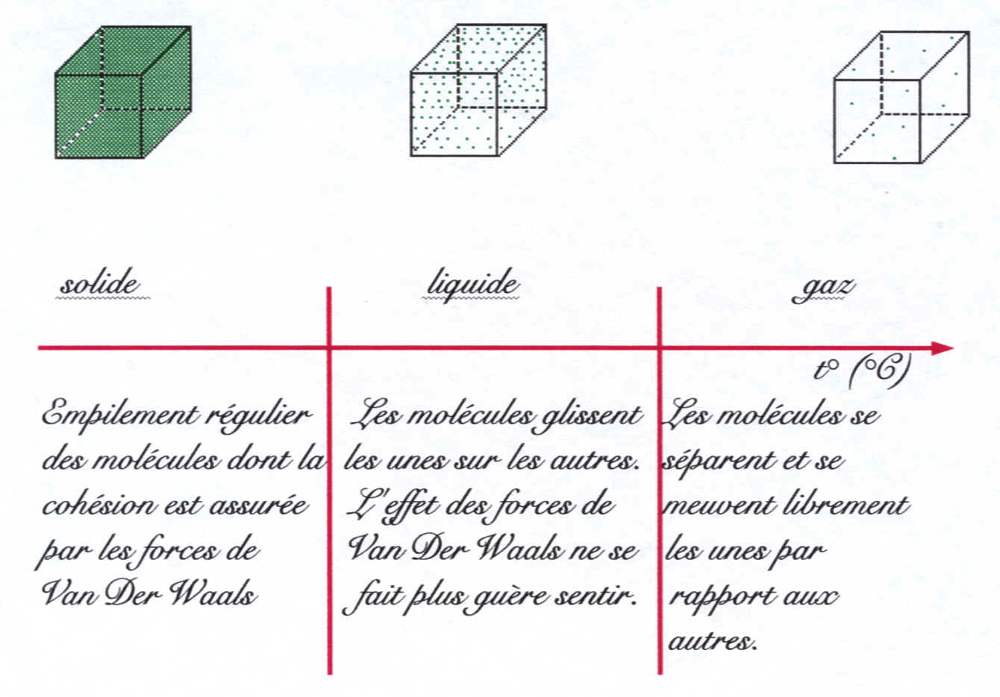 solide
liquide
gaz
t° (°C)
Empilement régulier
des molécules dont la
cohésion est assurée
par les forces de
Van Der Waals
Les molécules glissent
les unes sur les autres.
L'effet des forces de
Van Der Waals ne se
fait plus guère sentir.
Les molécules se
séparent et se
meuvent librement
les unes par
rapport aux
autres.